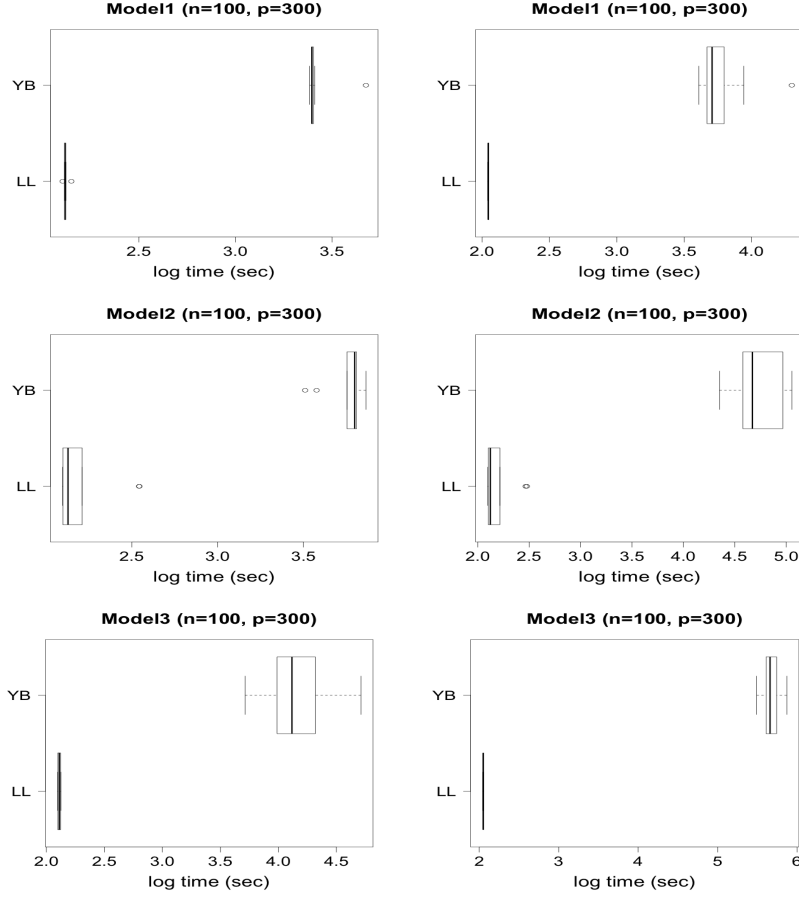 Model1 (n=100, p=300)
YB
LL
2.5 3.0 3.5
log time (sec)
Model1 (n=100, p=300)
YB
LL
2.0 2.5 3.0 3.5 4.0
log time (sec)
Model2 (n=100, p=300)
YB
LL
2.5 3.0 3.5
log time (sec)
Model2 (n=100, p=300)
YB
LL
2.0 2.5 3.0 3.5 4.0 4.5 5.0
log time (sec)
Model3 (n=100, p=300)
YB
LL
2.0 2.5 3.0 3.5 4.0 4.5
log time (sec)
Model3 (n=100, p=300)
YB
LL
2 3 4 5 6
log time (sec)